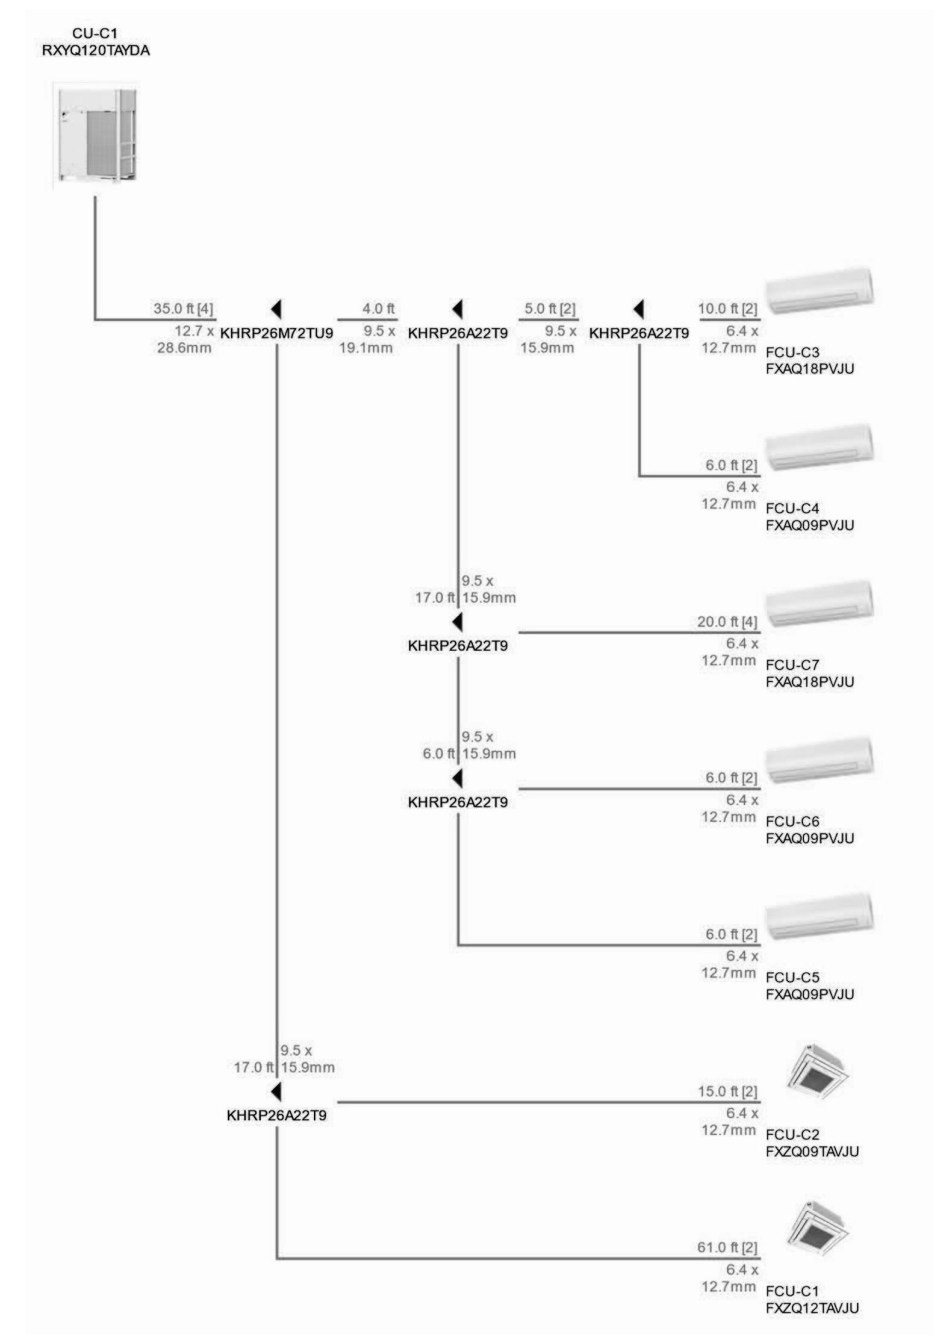 CU-C1
RXYQ120TAYDA
35.0 ft [4]
12.7 x
28.6mm
KHRP26M72TU9
4.0 ft
9.5 x
19.1mm
KHRP26A22T9
5.0 ft [2]
9.5 x
15.9mm
KHRP26A22T9
10.0 ft [2]
6.4 x
12.7mm
FCU-C3
FXAQ18PVJU
6.0 ft [2]
6.4 x
12.7mm
FCU-C4
FXAQ09PVJU
9.5 x
17.0 ft 15.9mm
KHRP26A22T9
20.0 ft [4]
6.4 x
12.7mm
FCU-C7
FXAQ18PVJU
9.5 x
6.0 ft 15.9mm
KHRP26A22T9
6.0 ft [2]
6.4 x
12.7mm
FCU-C6
FXAQ09PVJU
6.0 ft [2]
6.4 x
12.7mm
FCU-C5
FXAQ09PVJU
9.5 x
17.0 ft 15.9mm
KHRP26A22T9
15.0 ft [2]
6.4 x
12.7mm
FCU-C2
FXZQ09TAVJU
61.0 ft [2]
6.4 x
12.7mm
FCU-C1
FXZQ12TAVJU